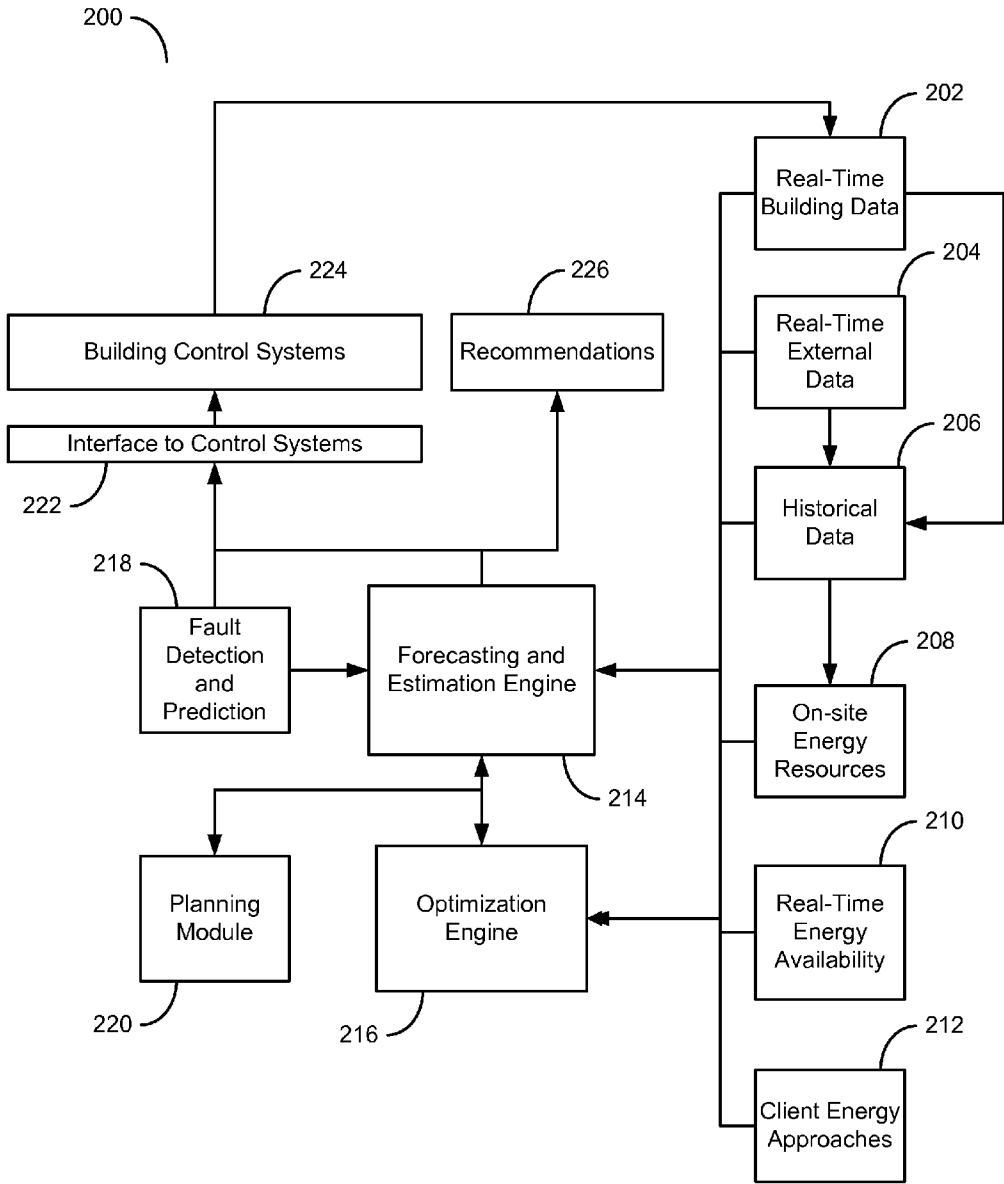 200
202
Real-Time
Building Data
204
Real-Time
External
Data
224
226
Building Control Systems
Recommendations
206
Interface to Control Systems
222
Historical
Data
218
Fault
Detection
and
Prediction
Forecasting and
Estimation Engine
208
On-site
Energy
Resources
214
210
Planning
Module
Optimization
Engine
Real-Time
Energy
Availability
220
216
212
Client Energy
Approaches